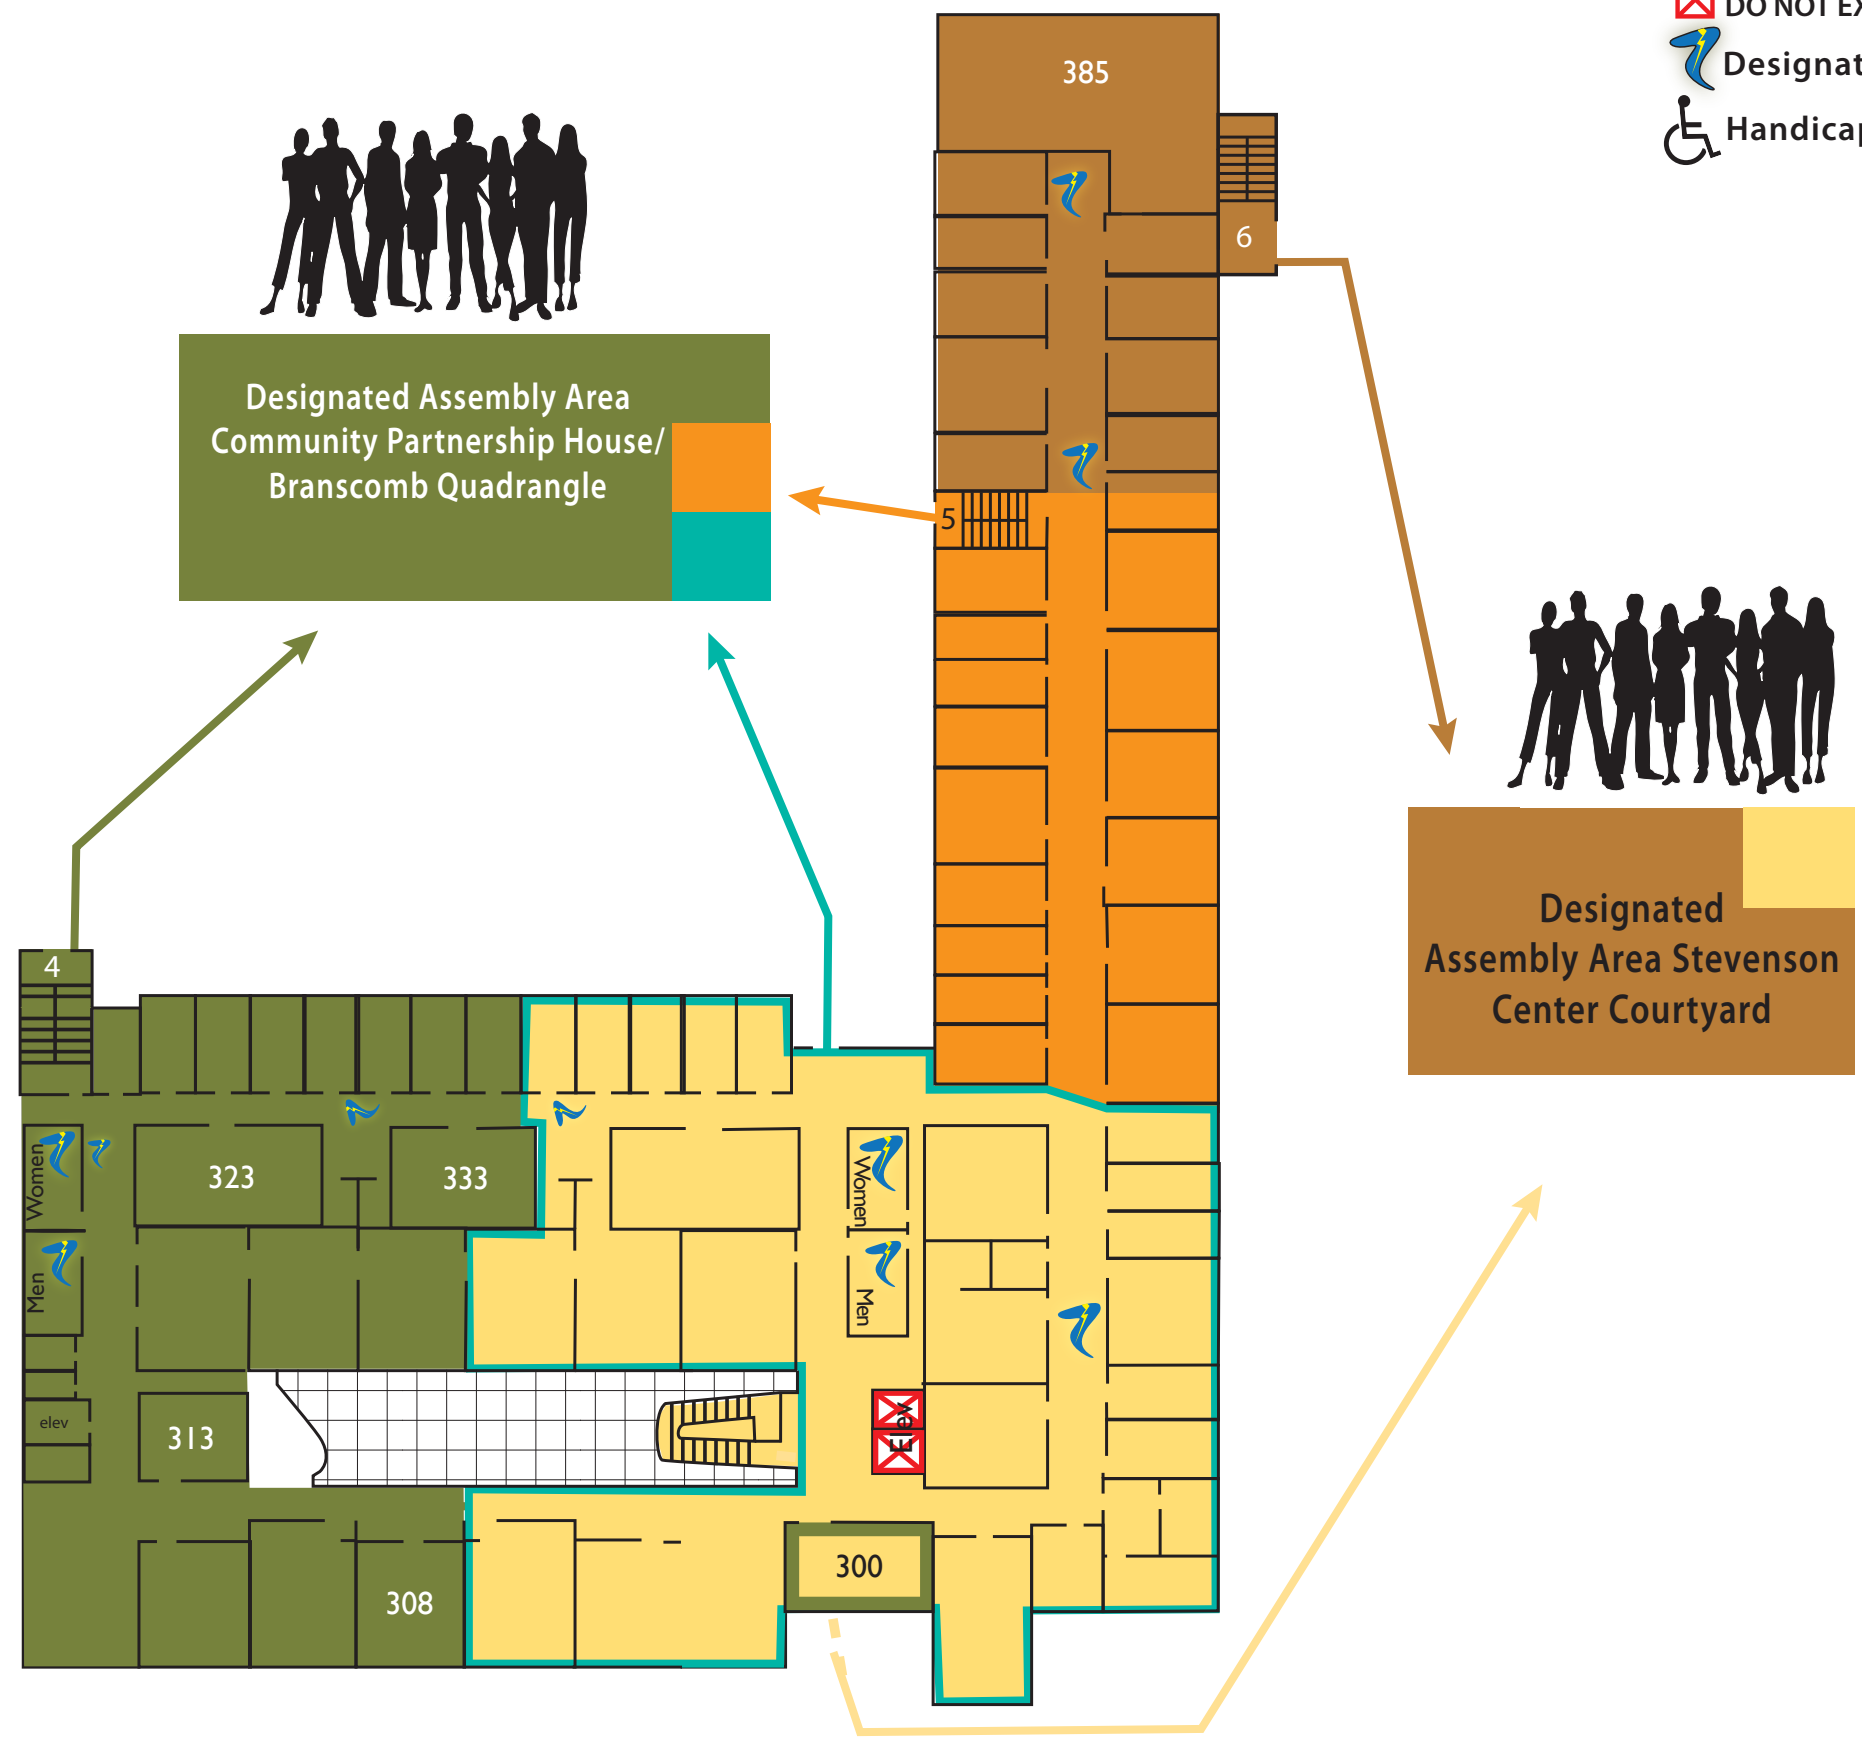 DO NOT EX
Designat
Handicap
385
6
Designated Assembly Area
Community Partnership House/
Branscomb Quadrangle
5
Designated
Assembly Area Stevenson
Center Courtyard
4
Women
323
333
Women
Men
Men
elev
313
Elev
300
308